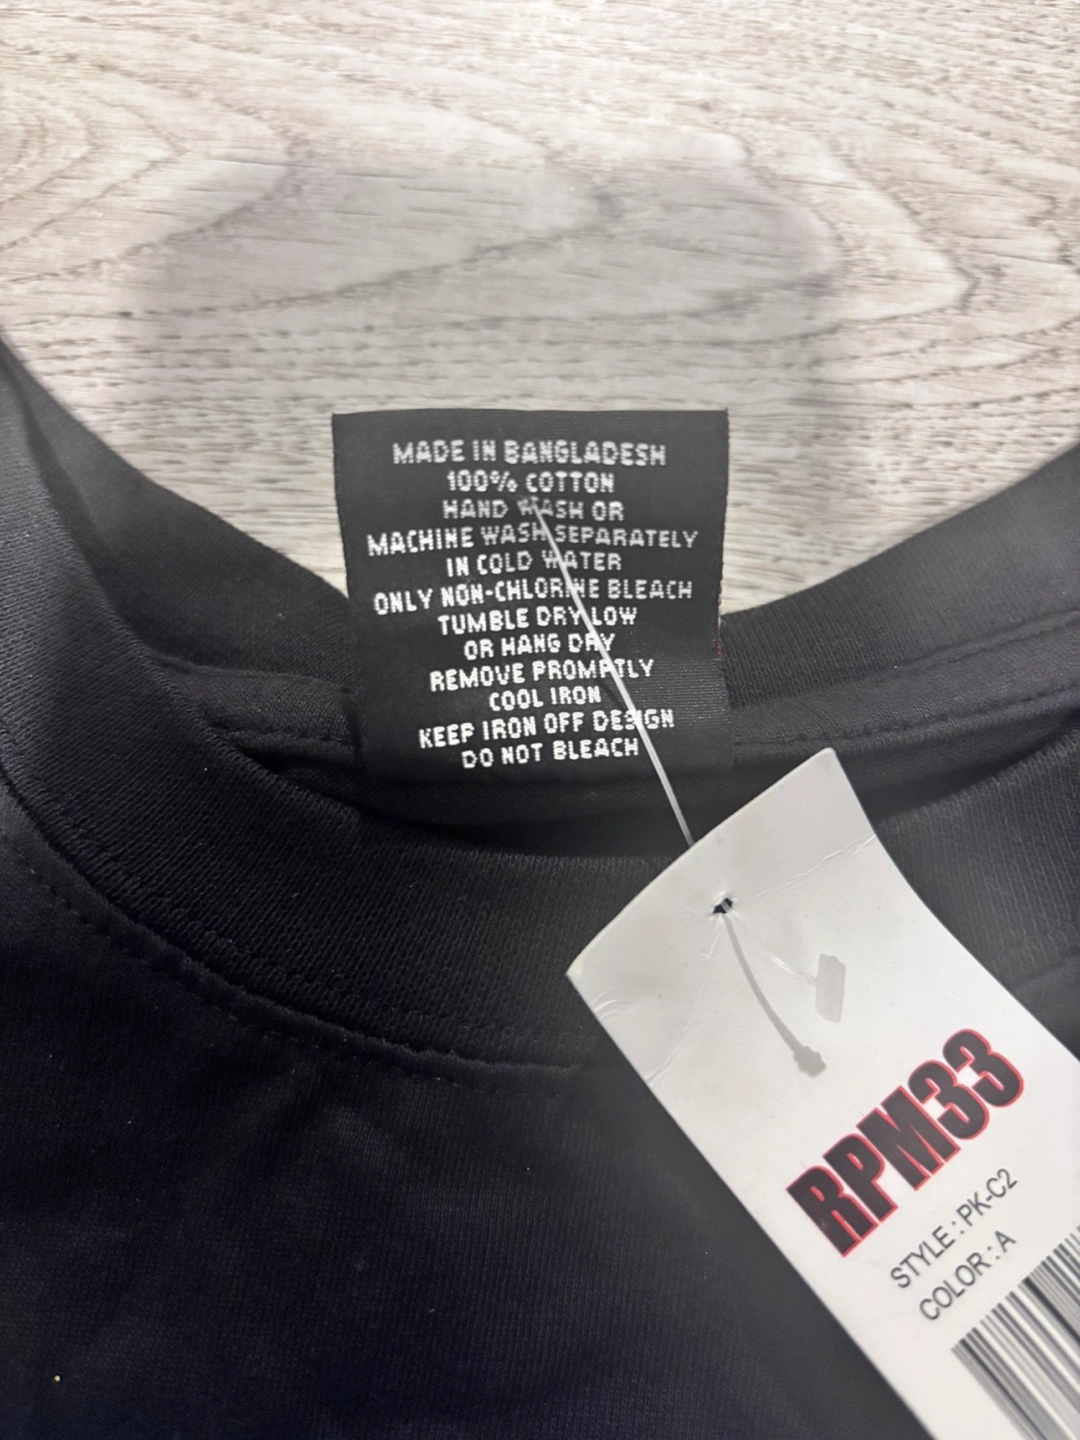 MADE IN BANGLADESH
100% COTTON
HAND WASH OR
MACHINE WASH SEPARATELY
IN COLD WATER
ONLY NON-CHLORINE BLEACH
TUMBLE DRY LOW
OR HANG DRY
REMOVE PROMPTLY
COOL IRON
KEEP IRON OFF DESIGN
DO NOT BLEACH
RPM33
STYLE : PK-C2
COLOR : A